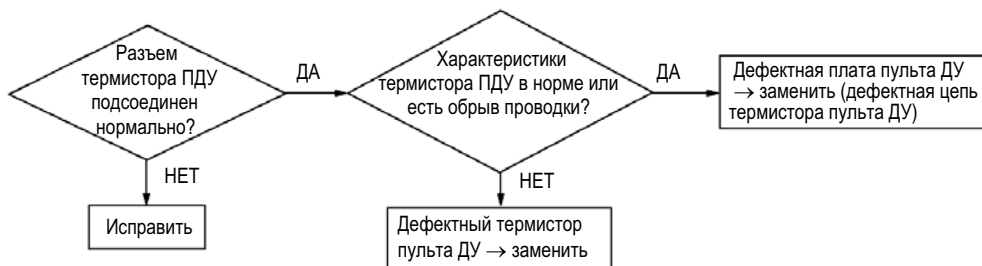 Разъем
термистора ПДУ
подсоединен
нормально?
ДА
Характеристики
термистора ПДУ в норме или
есть обрыв проводки?
ДА
Дефектная плата пульта ДУ
→ заменить (дефектная цепь
термистора пульта ДУ)
НЕТ
Исправить
НЕТ
Дефектный термистор
пульта ДУ → заменить